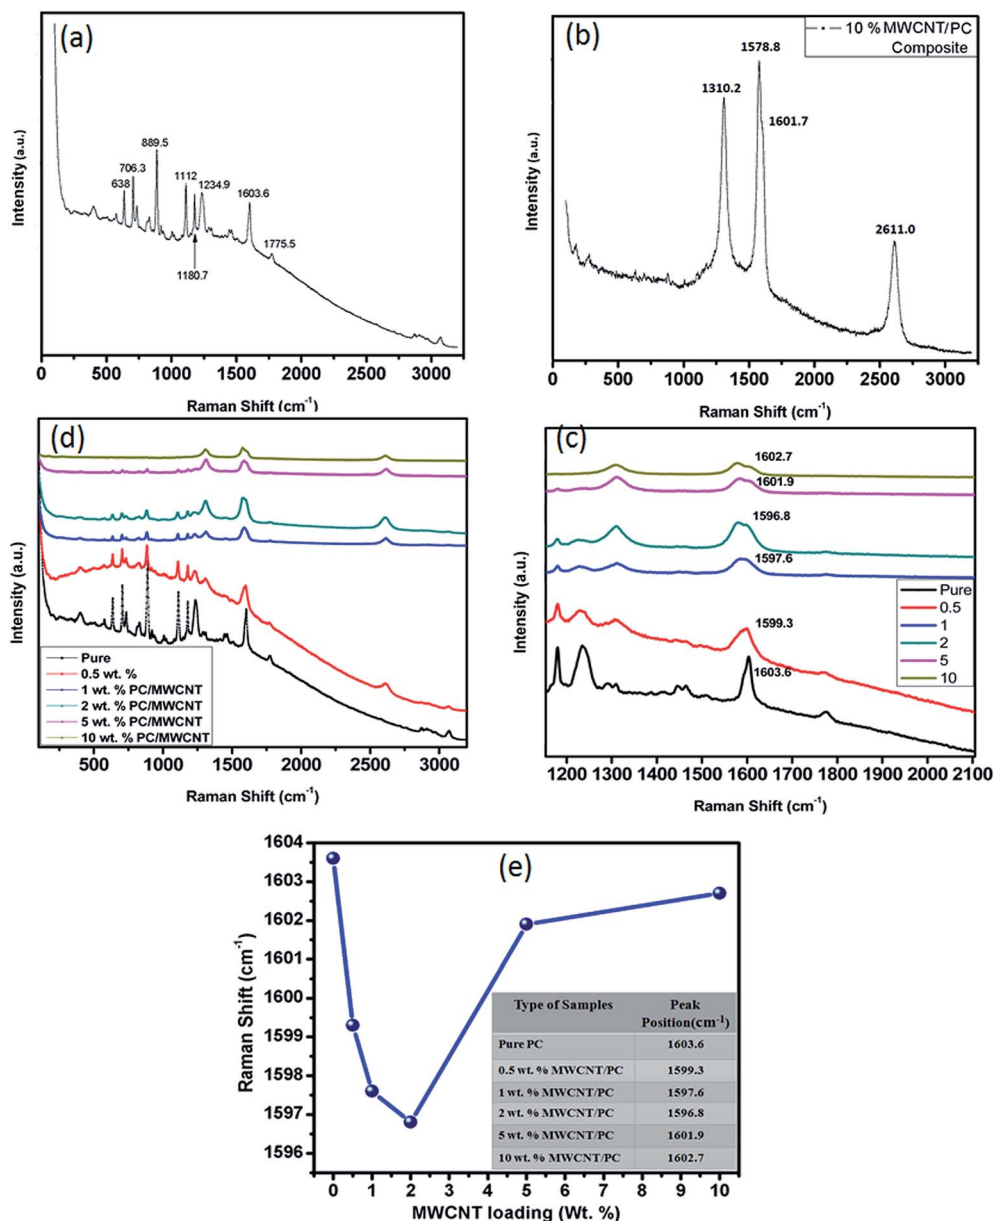 (a)
Intensity (a.u.)
638
706.3
889.5
1112
1180.7
1234.9
1603.6
1775.5
0 500 1000 1500 2000 2500 3000
Raman Shift (cm⁻¹)
(b)
10 % MWCNT/PC
Composite
Intensity (a.u.)
1310.2
1578.8
1601.7
2611.0
0 1000 2000 3000
Raman Shift (cm⁻¹)
(d)
Intensity (a.u.)
Pure
0.5 wt. %
1 wt. % PC/MWCNT
2 wt. % PC/MWCNT
5 wt. % PC/MWCNT
10 wt. % PC/MWCNT
500 1000 1500 2000 2500 3000
Raman Shift (cm⁻¹)
(c)
Intensity (a.u.)
1602.7
1601.9
1596.8
1597.6
1599.3
1603.6
Pure
0.5
1
2
5
10
1200 1300 1400 1500 1600 1700 1800 1900 2000 2100
Raman Shift (cm⁻¹)
(e)
Raman Shift (cm⁻¹)
1604
1603
1602
1601
1600
1599
1598
1597
1596
Type of Samples Peak
Position(cm⁻¹)
Pure PC 1603.6
0.5 wt. % MWCNT/PC 1599.3
1 wt. % MWCNT/PC 1597.6
2 wt. % MWCNT/PC 1596.8
5 wt. % MWCNT/PC 1601.9
10 wt. % MWCNT/PC 1602.7
0 1 2 3 4 5 6 7 8 9 10
MWCNT loading (Wt. %)